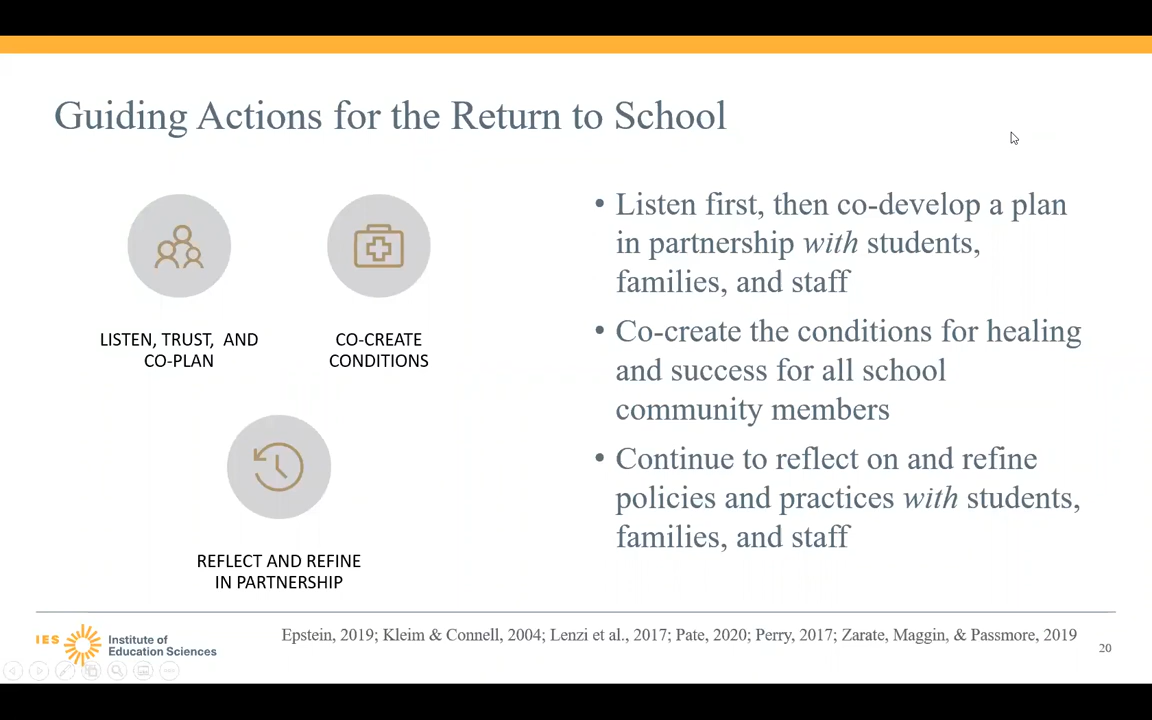 Guiding Actions for the Return to School
LISTEN, TRUST, AND
CO-PLAN
CO-CREATE
CONDITIONS
REFLECT AND REFINE
IN PARTNERSHIP
• Listen first, then co-develop a plan
in partnership with students,
families, and staff
• Co-create the conditions for healing
and success for all school
community members
• Continue to reflect on and refine
policies and practices with students,
families, and staff
IES Institute of
Education Sciences
Epstein, 2019; Kleim & Connell, 2004; Lenzi et al., 2017; Pate, 2020; Perry, 2017; Zarate, Maggin, & Passmore, 2019
20